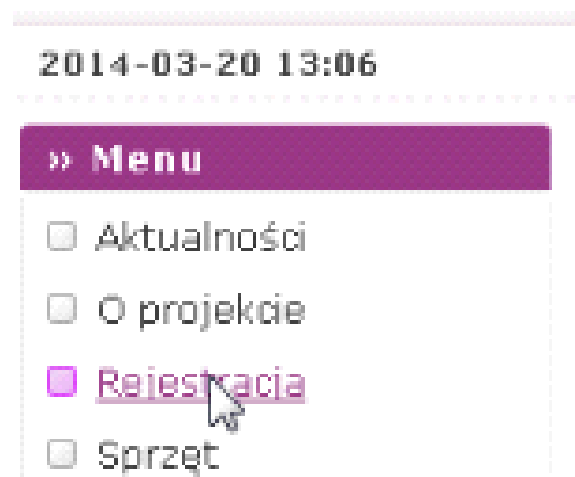 2014-03-20 13:06
» Menu
Aktualności
O projekcie
Rejestracja
Sprzęt